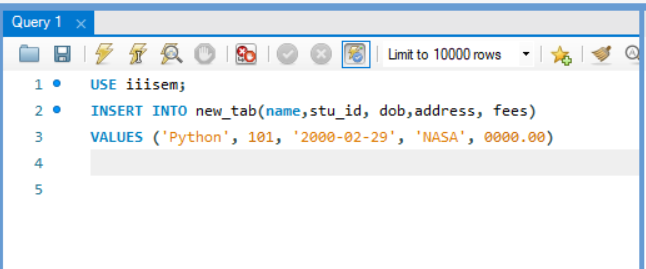 Query 1
Limit to 10000 rows
1 USE iiisem;
2 INSERT INTO new_tab(name,stu_id, dob,address, fees)
3 VALUES ('Python', 101, '2000-02-29', 'NASA', 0000.00)
4
5